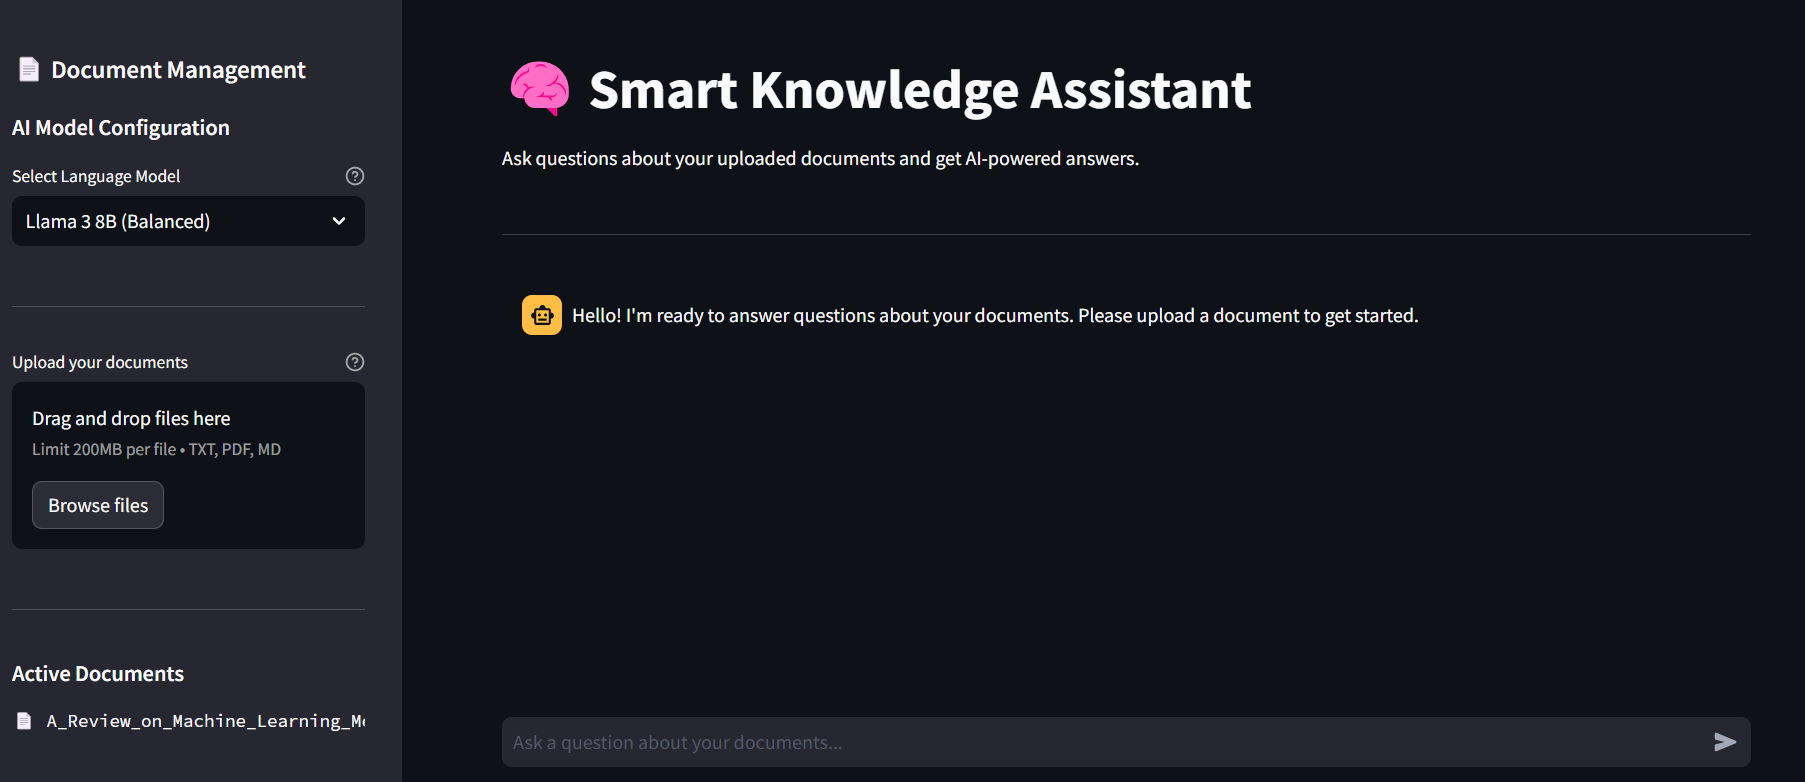 Document Management
AI Model Configuration
Select Language Model
Llama 3 8B (Balanced)
Upload your documents
Drag and drop files here
Limit 200MB per file • TXT, PDF, MD
Browse files
Active Documents
A_Review_on_Machine_Learning_Me
Smart Knowledge Assistant
Ask questions about your uploaded documents and get AI-powered answers.
Hello! I'm ready to answer questions about your documents. Please upload a document to get started.
Ask a question about your documents...